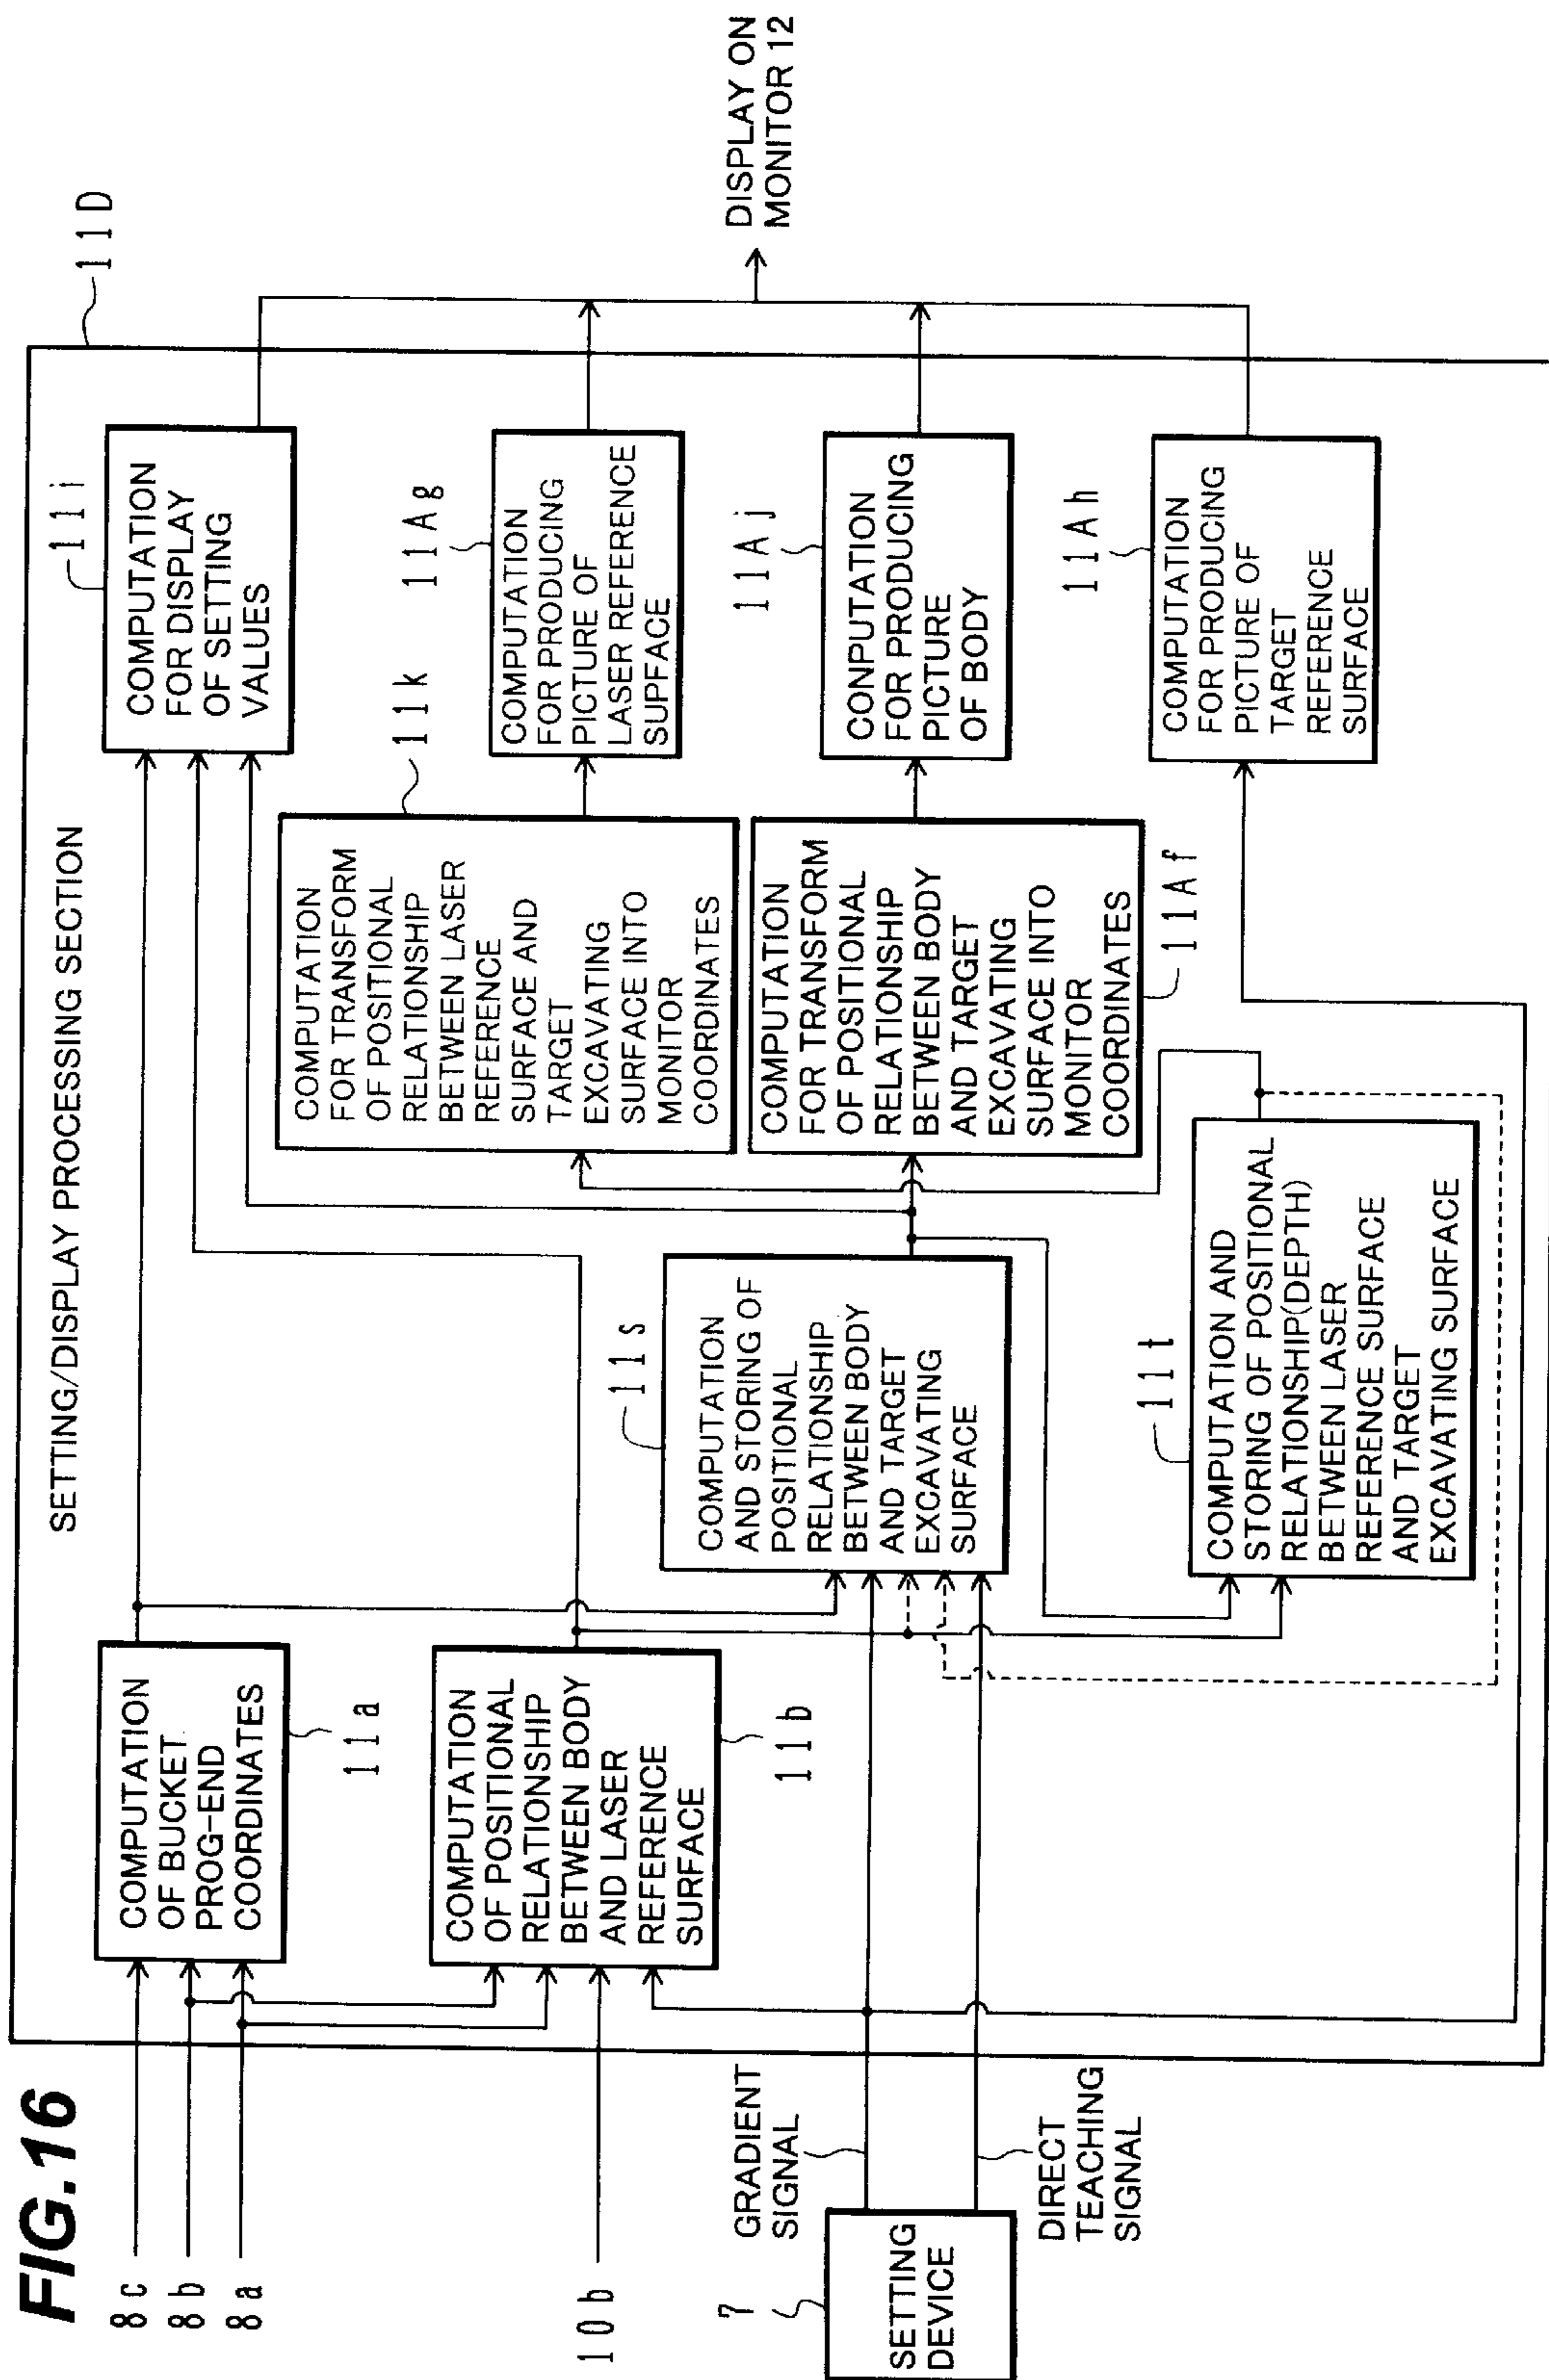 FIG.16
SETTING/DISPLAY PROCESSING SECTION
11D
8c
8b
8a
10b
7
SETTING
DEVICE
GRADIENT
SIGNAL
DIRECT
TEACHING
SIGNAL
COMPUTATION
OF BUCKET
PROG-END
COORDINATES
11a
COMPUTATION
OF POSITIONAL
RELATIONSHIP
BETWEEN BODY
AND LASER
REFERENCE
SURFACE
11b
COMPUTATION
AND STORING OF
POSITIONAL
RELATIONSHIP
BETWEEN BODY
AND TARGET
EXCAVATING
SURFACE
11s
COMPUTATION AND
STORING OF POSITIONAL
RELATIONSHIP(DEPTH)
BETWEEN LASER
REFERENCE SURFACE
AND TARGET
EXCAVATING SURFACE
11t
COMPUTATION
FOR TRANSFORM
OF POSITIONAL
RELATIONSHIP
BETWEEN LASER
REFERENCE
SURFACE AND
TARGET
EXCAVATING
SURFACE INTO
MONITOR
COORDINATES
11k
COMPUTATION
FOR TRANSFORM
OF POSITIONAL
RELATIONSHIP
BETWEEN BODY
AND TARGET
EXCAVATING
SURFACE INTO
MONITOR
COORDINATES
11Af
COMPUTATION
FOR DISPLAY
OF SETTING
VALUES
11i
COMPUTATION
FOR PRODUCING
PICTURE OF
LASER REFERENCE
SUPFACE
11Ag
CONPUTATION
FOR PRODUCING
PICTURE
OF BODY
11Aj
COMPUTATION
FOR PRODUCING
PICTURE OF
TARGET
REFERENCE
SURFACE
11Ah
DISPLAY ON
MONITOR 12